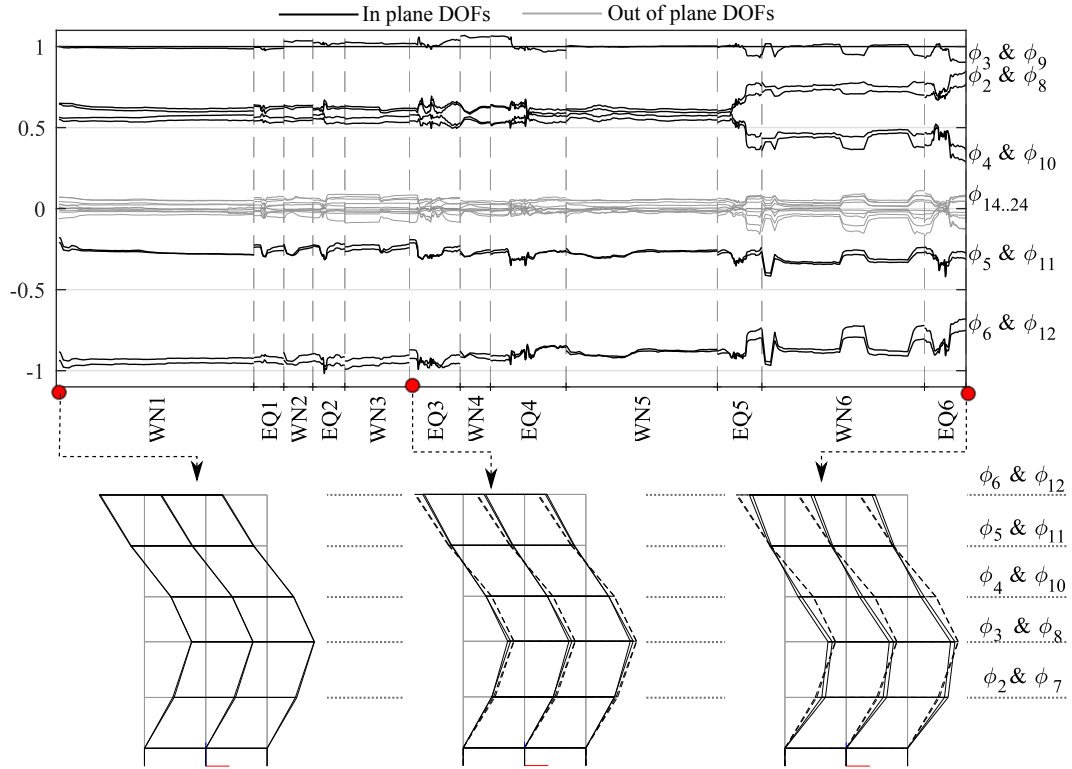 In plane DOFs
Out of plane DOFs
1
0.5
0
-0.5
-1
ϕ3 & ϕ9
ϕ2 & ϕ8
ϕ4 & ϕ10
ϕ14..24
ϕ5 & ϕ11
ϕ6 & ϕ12
WN1
EQ1
WN2
EQ2
WN3
EQ3
WN4
EQ4
WN5
EQ5
WN6
EQ6
ϕ6 & ϕ12
ϕ5 & ϕ11
ϕ4 & ϕ10
ϕ3 & ϕ8
ϕ2 & ϕ7